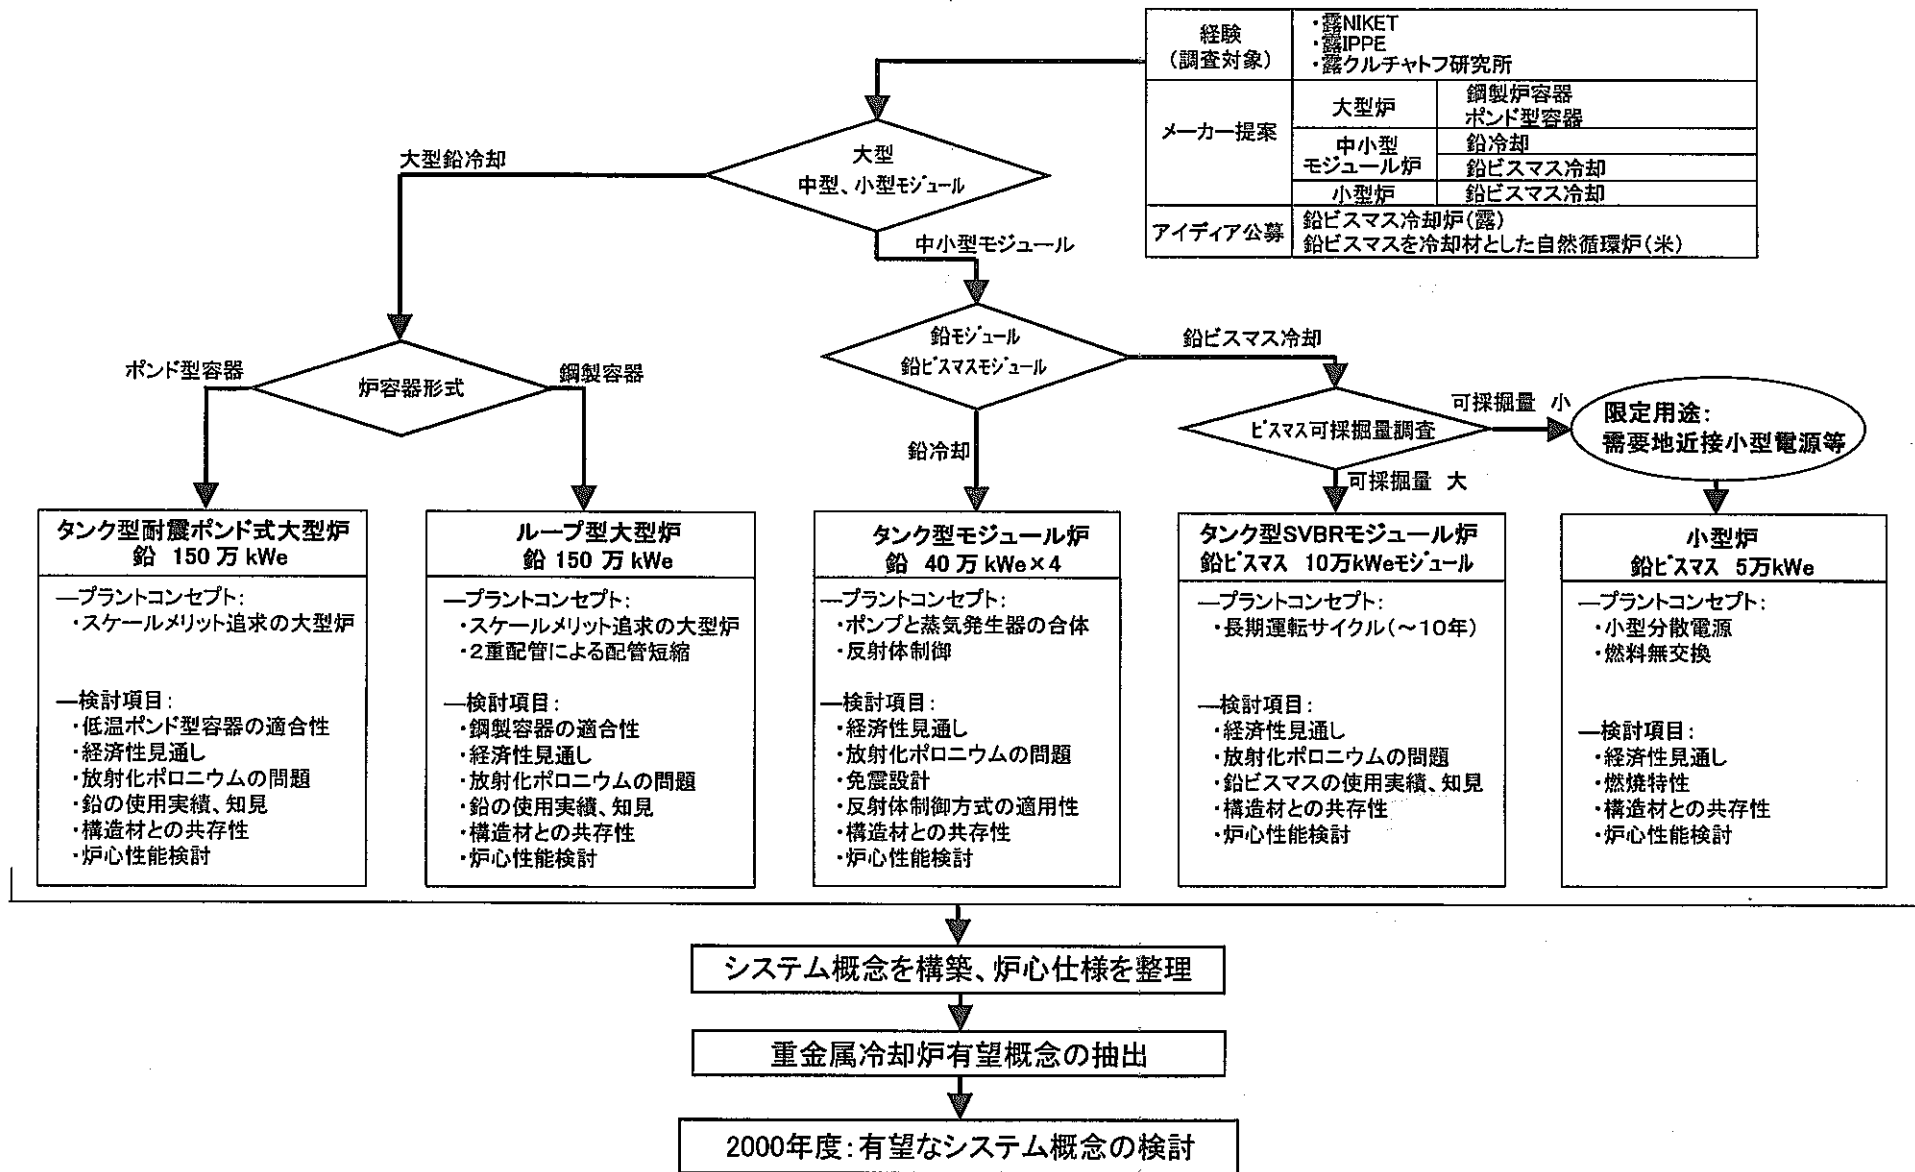 経験
(調査対象)
・露NIKET
・露IPPE
・露クルチャトフ研究所
メーカー提案
大型炉
鋼製炉容器
ポンド型容器
中小型
モジュール炉
鉛冷却
鉛ビスマス冷却
小型炉
鉛ビスマス冷却
アイディア公募
鉛ビスマス冷却炉(露)
鉛ビスマスを冷却材とした自然循環炉(米)
大型
中型、小型モジュール
大型鉛冷却
中小型モジュール
炉容器形式
ポンド型容器
鋼製容器
鉛モジュール
鉛ビスマスモジュール
鉛ビスマス冷却
鉛冷却
ビスマス可採掘量調査
可採掘量 小
可採掘量 大
限定用途:
需要地近接小型電源等
タンク型耐震ポンド式大型炉
鉛 150 万 kWe
―プラントコンセプト:
・スケールメリット追求の大型炉
―検討項目:
・低温ポンド型容器の適合性
・経済性見通し
・放射化ポロニウムの問題
・鉛の使用実績、知見
・構造材との共存性
・炉心性能検討
ループ型大型炉
鉛 150 万 kWe
―プラントコンセプト:
・スケールメリット追求の大型炉
・2重配管による配管短縮
―検討項目:
・鋼製容器の適合性
・経済性見通し
・放射化ポロニウムの問題
・鉛の使用実績、知見
・構造材との共存性
・炉心性能検討
タンク型モジュール炉
鉛 40 万 kWe×4
―プラントコンセプト:
・ポンプと蒸気発生器の合体
・反射体制御
―検討項目:
・経済性見通し
・放射化ポロニウムの問題
・免震設計
・反射体制御方式の適用性
・構造材との共存性
・炉心性能検討
タンク型SVBRモジュール炉
鉛ビスマス 10万kWeモジュール
―プラントコンセプト:
・長期運転サイクル(～10年)
―検討項目:
・経済性見通し
・放射化ポロニウムの問題
・鉛ビスマスの使用実績、知見
・構造材との共存性
・炉心性能検討
小型炉
鉛ビスマス 5万kWe
―プラントコンセプト:
・小型分散電源
・燃料無交換
―検討項目:
・経済性見通し
・燃焼特性
・構造材との共存性
・炉心性能検討
システム概念を構築、炉心仕様を整理
重金属冷却炉有望概念の抽出
2000年度:有望なシステム概念の検討